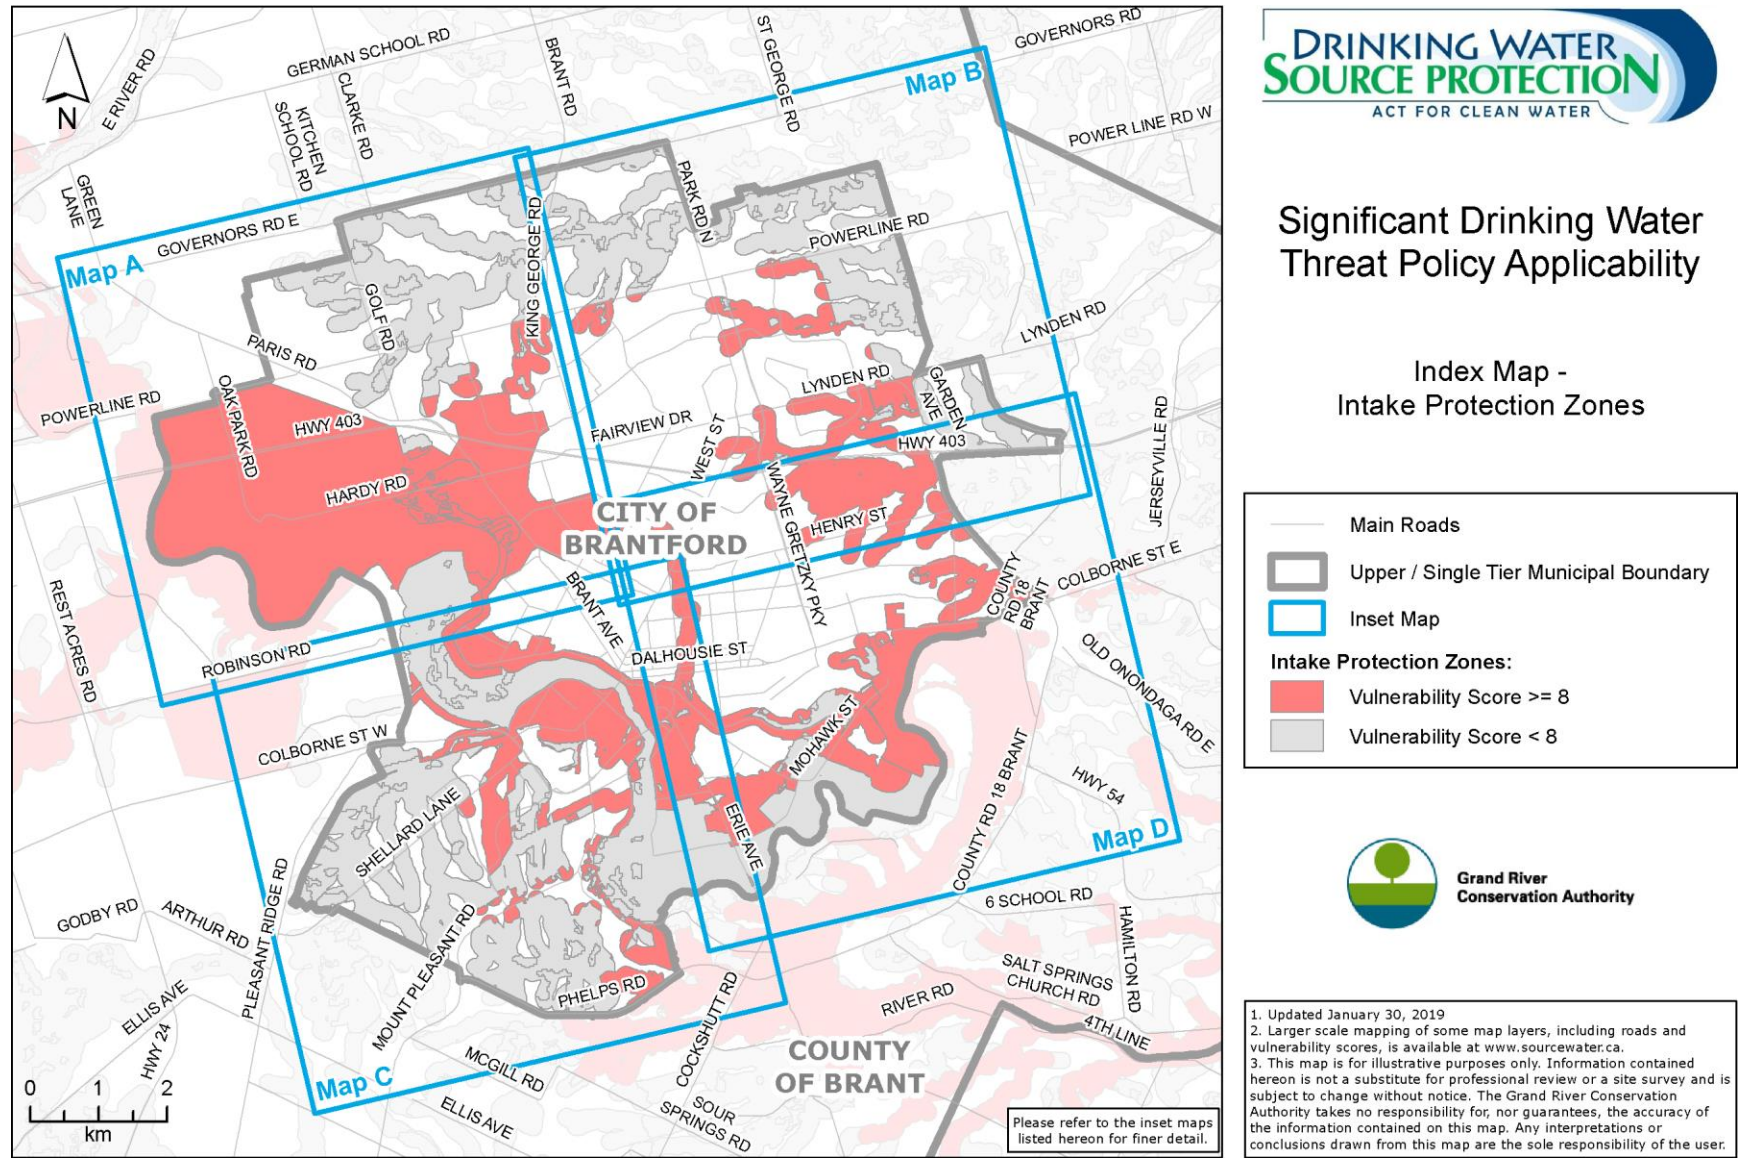 GOVERNORS RD
ST GEORGE RD
BRANT RD
GERMAN SCHOOL RD
E RIVER RD
CLARKE RD
KITCHEN
SCHOOL RD
N
Map B
POWER LINE RD W
GREEN
LANE
PARK RD N
KING GEORGE RD
GOVERNORS RD E
POWERLINE RD
Map A
GOLF RD
LYNDEN RD
PARIS RD
OAK PARK RD
LYNDEN RD
GARDEN
AVE
POWERLINE RD
HWY 403
FAIRVIEW DR
WEST ST
HWY 403
JERSEYVILLE RD
HARDY RD
WAYNE GRETZKY PKY
CITY OF
BRANTFORD
HENRY ST
COLBORNE ST E
COUNTY
RD 18
BRANT
REST ACRES RD
BRANT AVE
ROBINSON RD
DALHOUSIE ST
OLD ONONDAGA RD E
COLBORNE ST W
MOHAWK ST
COUNTY RD 18 BRANT
HWY 54
SHELLARD LANE
ERIE AVE
Map D
GODBY RD
ARTHUR RD
PLEASANT RIDGE RD
MOUNT PLEASANT RD
6 SCHOOL RD
HAMILTON RD
SALT SPRINGS
CHURCH RD
PHELPS RD
RIVER RD
4TH LINE
ELLIS AVE
HWY 24
COCKSHUTT RD
COUNTY
OF BRANT
MCGILL RD
Map C
ELLIS AVE
SOUR
SPRINGS RD
0 1 2
km
Please refer to the inset maps
listed hereon for finer detail.
DRINKING WATER
SOURCE PROTECTION
ACT FOR CLEAN WATER
Significant Drinking Water
Threat Policy Applicability
Index Map -
Intake Protection Zones
Main Roads
Upper / Single Tier Municipal Boundary
Inset Map
Intake Protection Zones:
Vulnerability Score >= 8
Vulnerability Score < 8
Grand River
Conservation Authority
1. Updated January 30, 2019
2. Larger scale mapping of some map layers, including roads and
vulnerability scores, is available at www.sourcewater.ca.
3. This map is for illustrative purposes only. Information contained
hereon is not a substitute for professional review or a site survey and is
subject to change without notice. The Grand River Conservation
Authority takes no responsibility for, nor guarantees, the accuracy of
the information contained on this map. Any interpretations or
conclusions drawn from this map are the sole responsibility of the user.